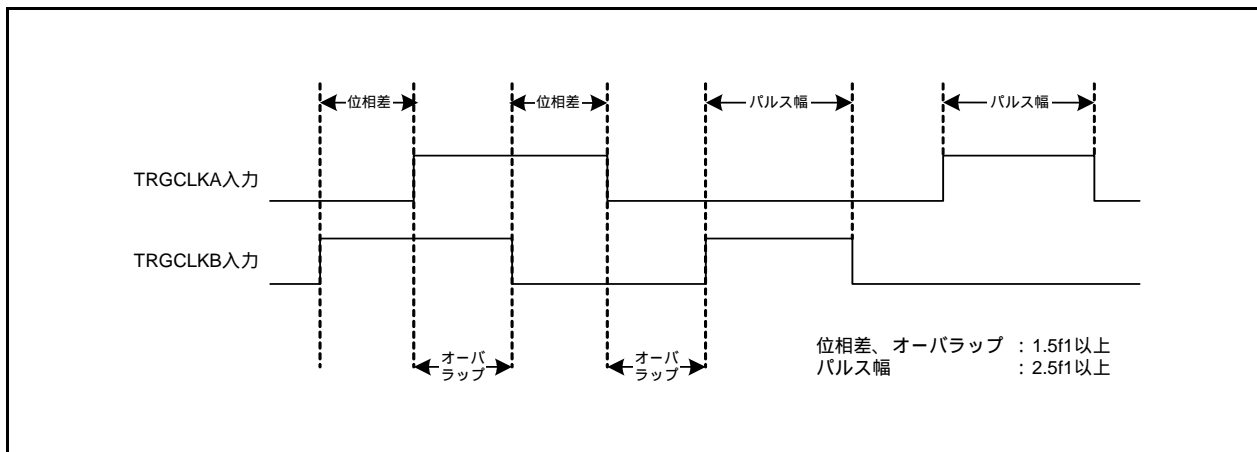 位相差
位相差
パルス幅
パルス幅
TRGCLKA入力
TRGCLKB入力
オーバ
ラップ
オーバ
ラップ
位相差、オーバラップ : 1.5f1以上
パルス幅 : 2.5f1以上